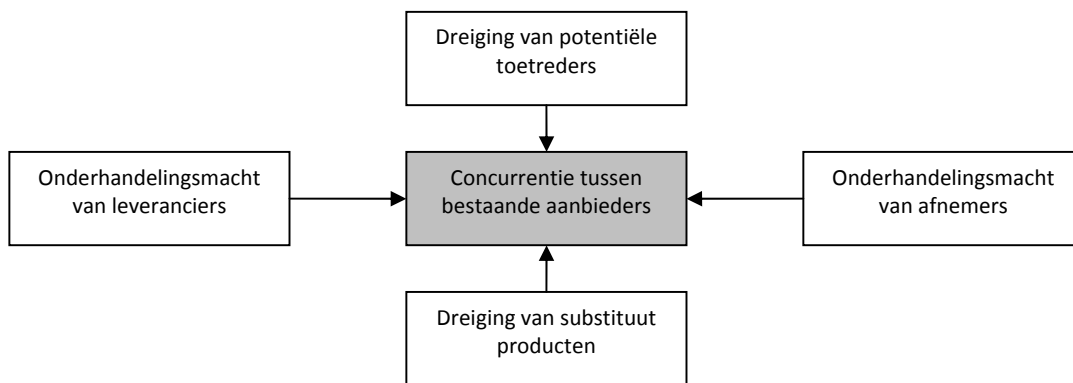 Dreiging van potentiële
toetreders
Onderhandelingsmacht
van leveranciers
Concurrentie tussen
bestaande aanbieders
Onderhandelingsmacht
van afnemers
Dreiging van substituut
producten